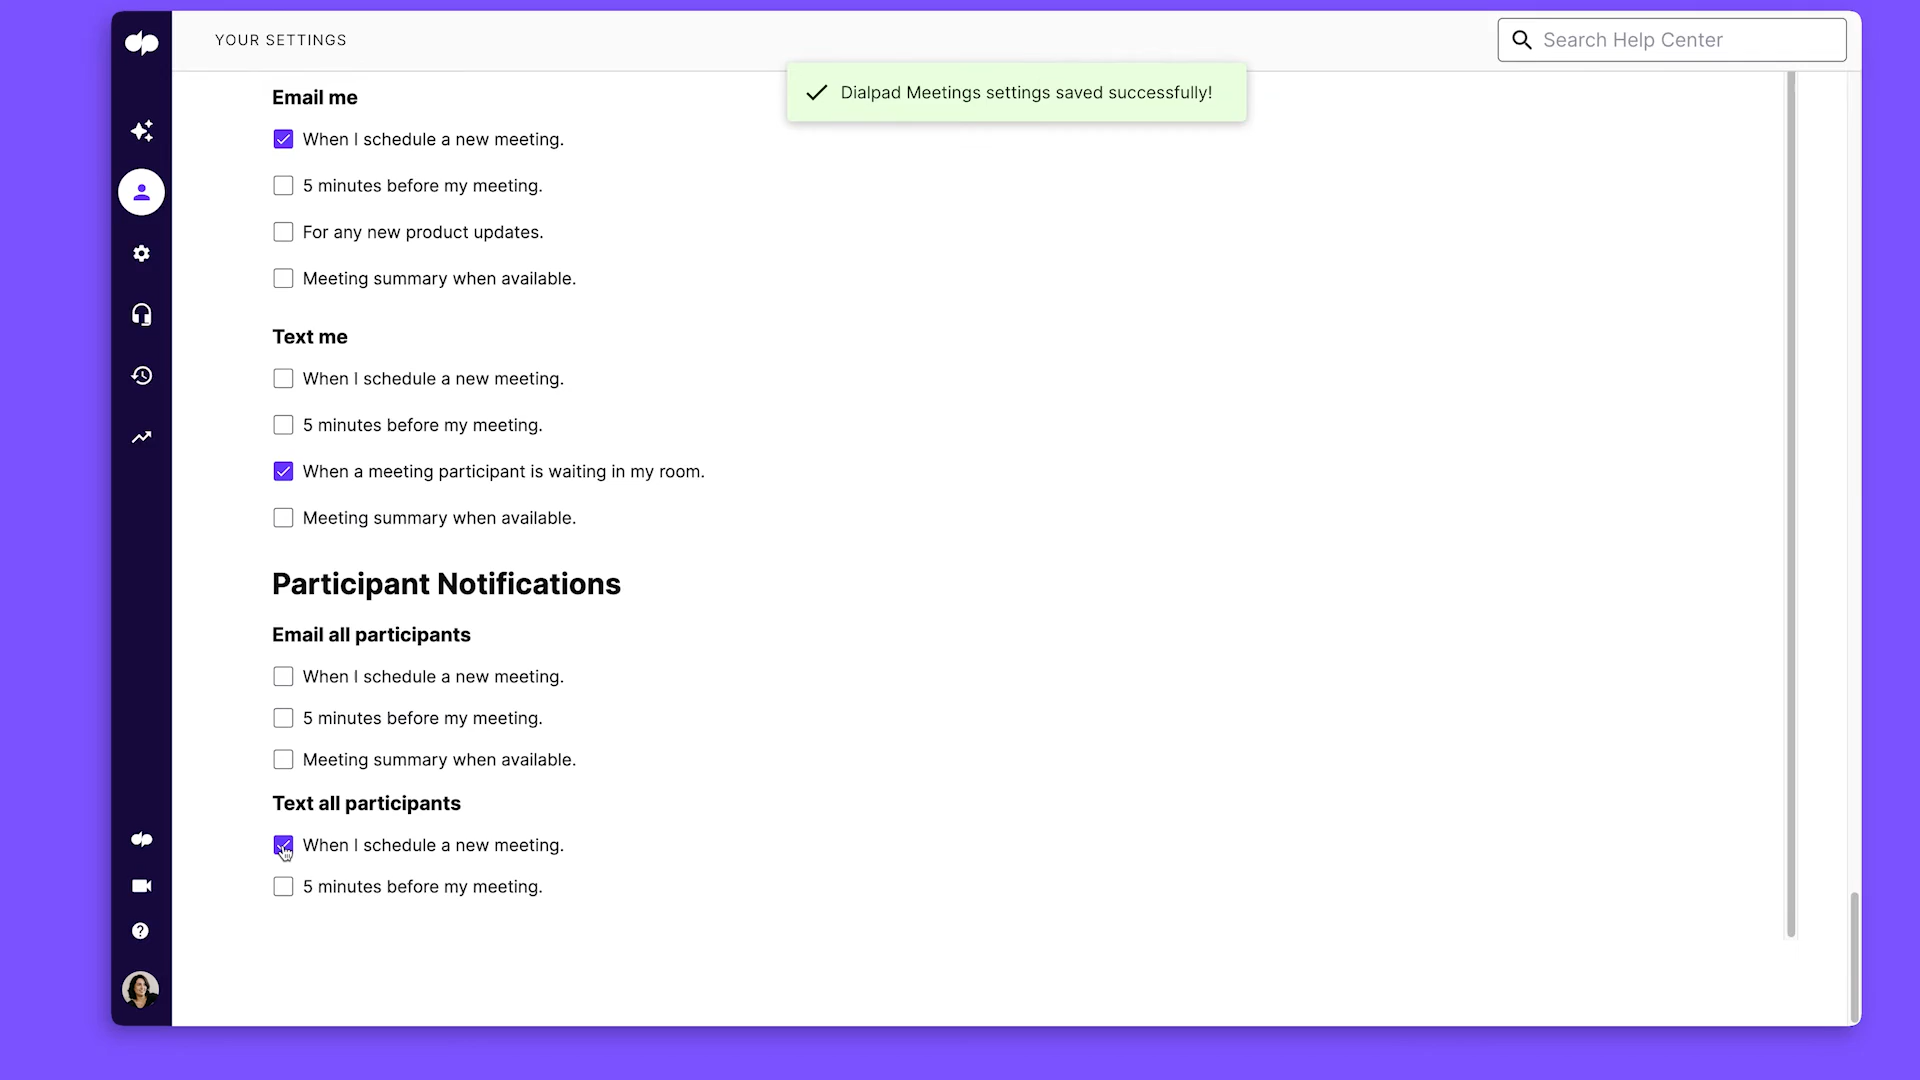 YOUR SETTINGS
Search Help Center
Dialpad Meetings settings saved successfully!
Email me
When I schedule a new meeting.
5 minutes before my meeting.
For any new product updates.
Meeting summary when available.
Text me
When I schedule a new meeting.
5 minutes before my meeting.
When a meeting participant is waiting in my room.
Meeting summary when available.
Participant Notifications
Email all participants
When I schedule a new meeting.
5 minutes before my meeting.
Meeting summary when available.
Text all participants
When I schedule a new meeting.
5 minutes before my meeting.